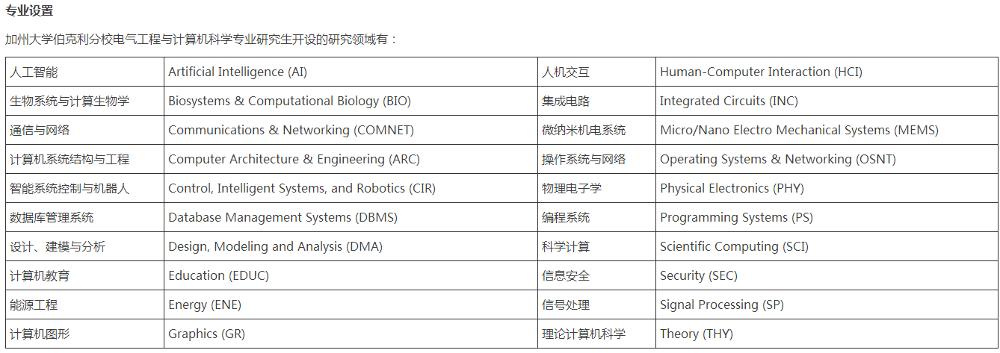 专业设置
加州大学伯克利分校电气工程与计算机科学专业研究生开设的研究领域有：
人工智能 Artificial Intelligence (AI) 人机交互 Human-Computer Interaction (HCI)
生物系统与计算生物学 Biosystems & Computational Biology (BIO) 集成电路 Integrated Circuits (INC)
通信与网络 Communications & Networking (COMNET) 微纳米机电系统 Micro/Nano Electro Mechanical Systems (MEMS)
计算机系统结构与工程 Computer Architecture & Engineering (ARC) 操作系统与网络 Operating Systems & Networking (OSNT)
智能系统控制与机器人 Control, Intelligent Systems, and Robotics (CIR) 物理电子学 Physical Electronics (PHY)
数据库管理系统 Database Management Systems (DBMS) 编程系统 Programming Systems (PS)
设计、建模与分析 Design, Modeling and Analysis (DMA) 科学计算 Scientific Computing (SCI)
计算机教育 Education (EDUC) 信息安全 Security (SEC)
能源工程 Energy (ENE) 信号处理 Signal Processing (SP)
计算机图形 Graphics (GR) 理论计算机科学 Theory (THY)